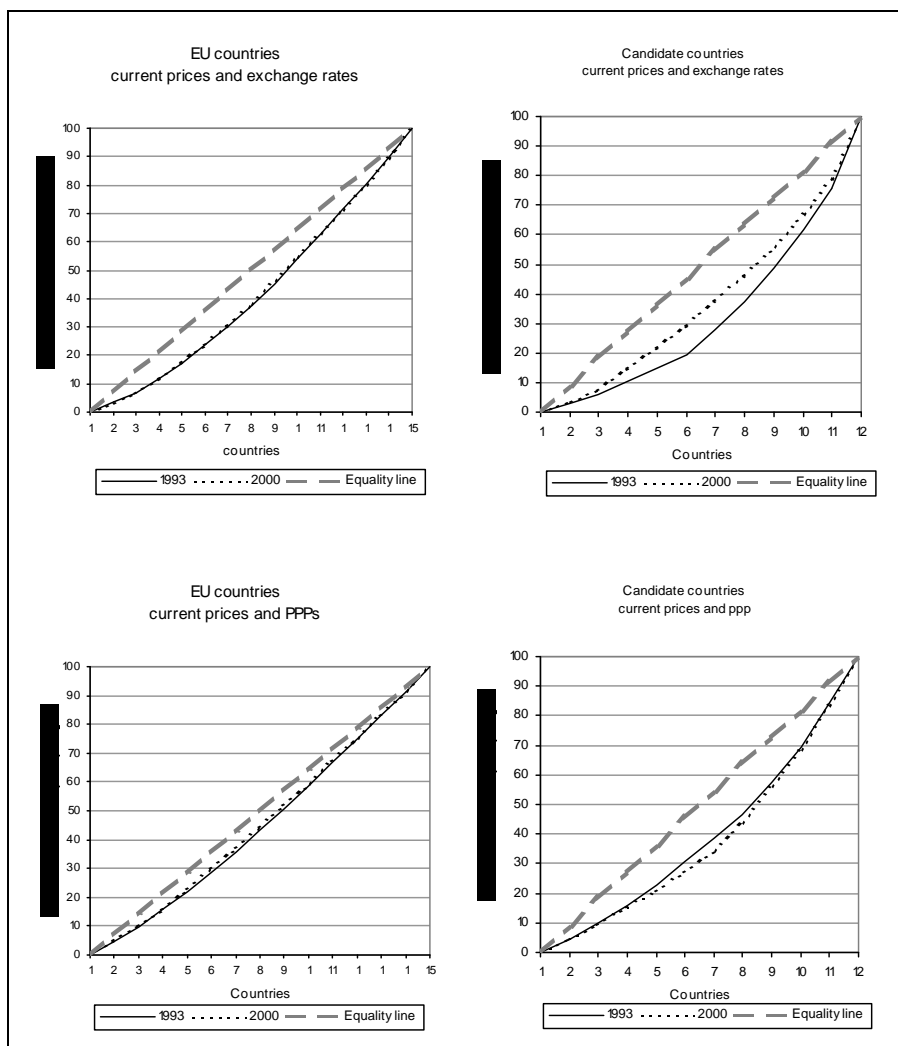 EU countries
current prices and exchange rates
100
90
80
70
60
50
40
30
20
10
0
1 2 3 4 5 6 7 8 9 1 11 1 1 1 15
countries
1993 2000 Equality line
Candidate countries
current prices and exchange rates
100
90
80
70
60
50
40
30
20
10
0
1 2 3 4 5 6 7 8 9 10 11 12
Countries
1993 2000 Equality line
EU countries
current prices and PPPs
100
90
80
70
60
50
40
30
20
10
0
1 2 3 4 5 6 7 8 9 1 11 1 1 1 15
Countries
1993 2000 Equality line
Candidate countries
current prices and ppp
100
90
80
70
60
50
40
30
20
10
0
1 2 3 4 5 6 7 8 9 10 11 12
Countries
1993 2000 Equality line